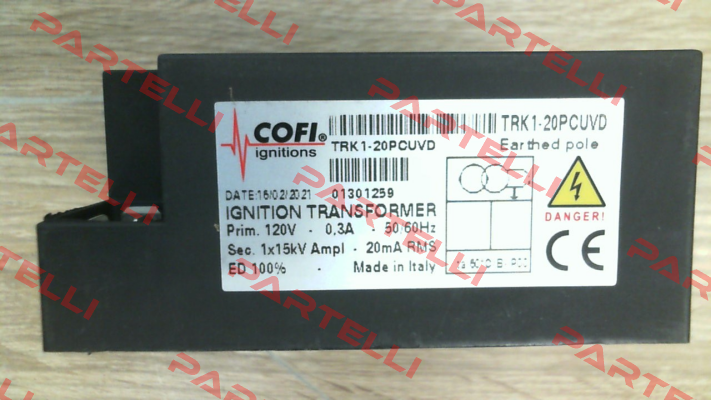 COFI®
ignitions
TRK1-20PCUVD
TRK1-20PCUVD
Earthed pole
DATE:16/02/2021 01301259
IGNITION TRANSFORMER
Prim. 120V - 0,3A - 50/60Hz
Sec. 1x15kV Ampl - 20mA RMS
ED 100% - Made in Italy
DANGER!
CE
PARTELLI
PARTELLI
PARTELLI
PARTELLI
PARTELLI
PARTELLI
PARTELLI
PARTELLI